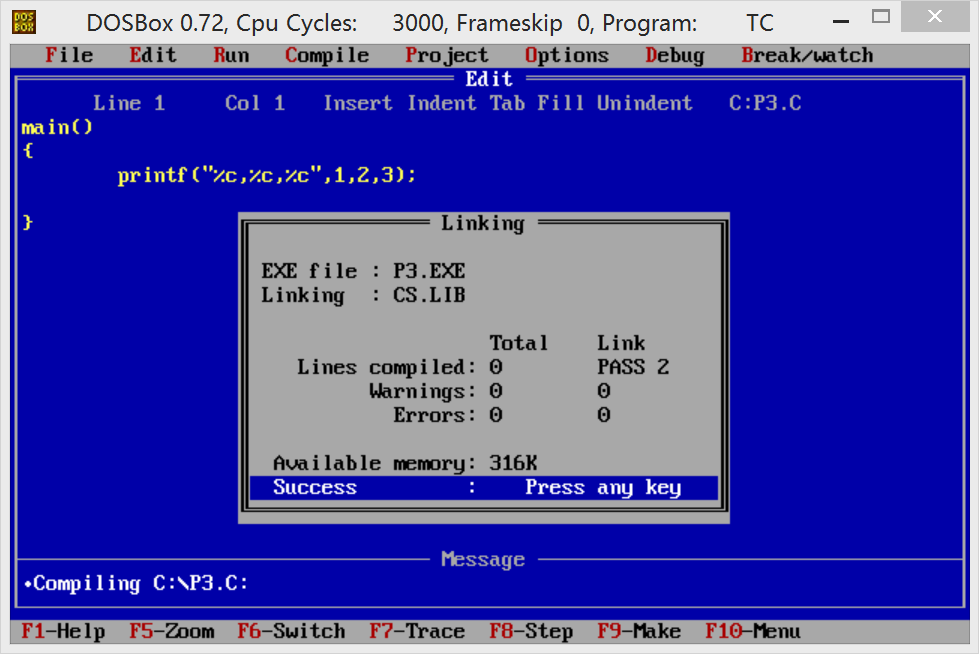 DOS BOX DOSBox 0.72, Cpu Cycles: 3000, Frameskip 0, Program: TC
File Edit Run Compile Project Options Debug Break/watch
Edit
Line 1 Col 1 Insert Indent Tab Fill Unindent C:P3.C
main()
{
printf("%c,%c,%c",1,2,3);
}
Linking
EXE file : P3.EXE
Linking : CS.LIB
Total Link
Lines compiled: 0 PASS 2
Warnings: 0 0
Errors: 0 0
Available memory: 316K
Success : Press any key
Message
•Compiling C:\P3.C:
F1-Help F5-Zoom F6-Switch F7-Trace F8-Step F9-Make F10-Menu